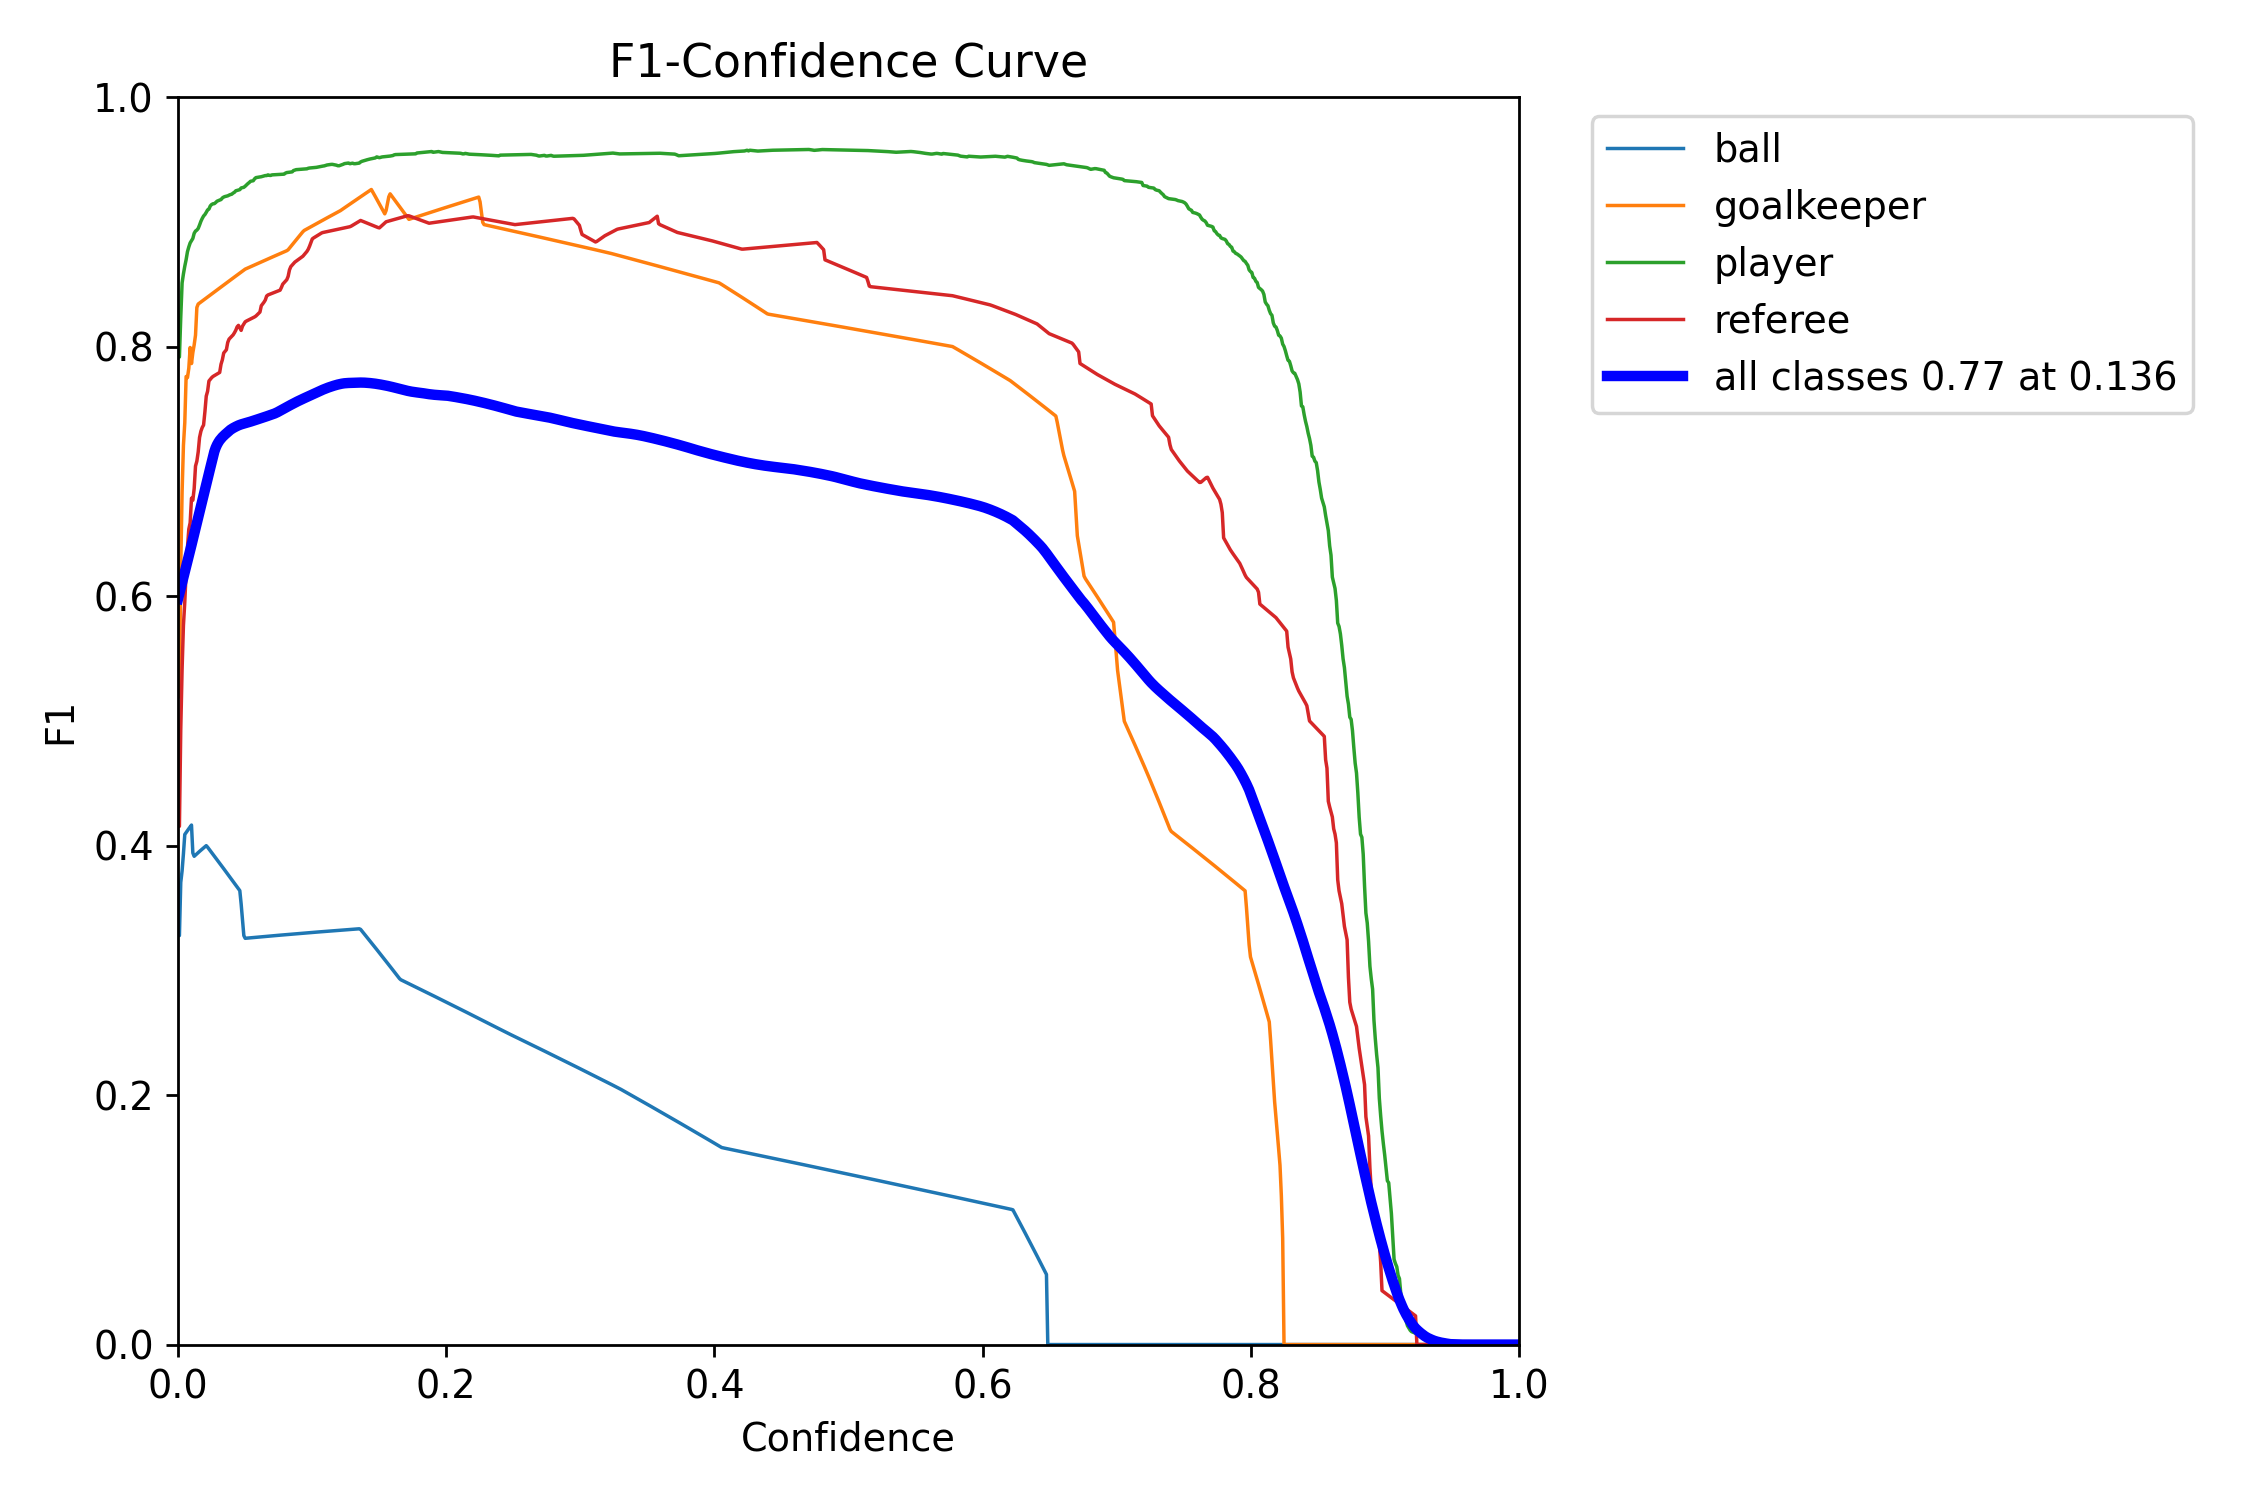 F1-Confidence Curve
1.0
0.8
0.6
0.4
0.2
0.0
F1
0.0 0.2 0.4 0.6 0.8 1.0
Confidence
ball
goalkeeper
player
referee
all classes 0.77 at 0.136